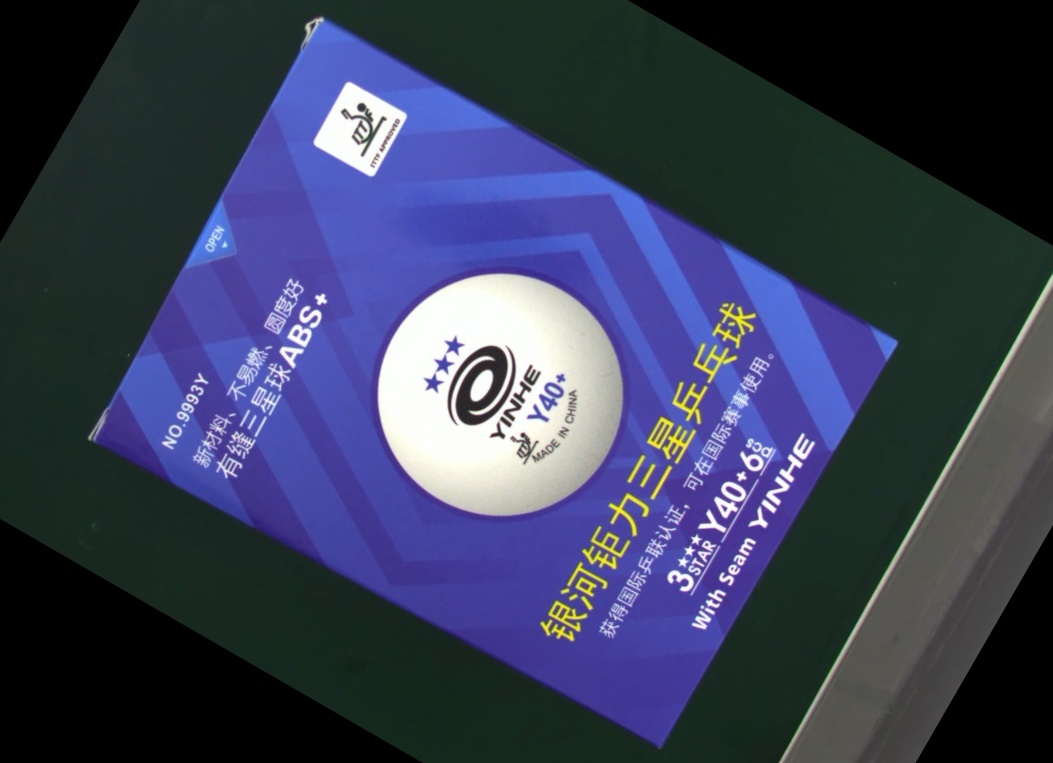 ITTF
ITTF APPROVED
OPEN
NO.9993Y
新材料、不易燃、圆度好
有缝三星球ABS+
YINHE
Y40+
MADE IN CHINA
银河钜力三星乒乓球
获得国际乒联认证，可在国际赛事使用。
3★★★STAR Y40+ 6只
With Seam YINHE